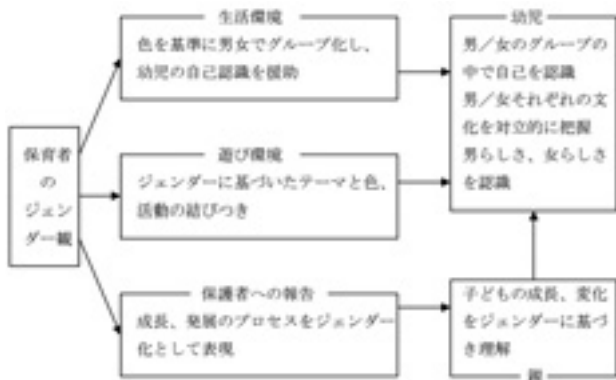 保育者
の
ジェン
ダー観
生活環境
色を基準に男女でグループ化し、
幼児の自己認識を援助
遊び環境
ジェンダーに基づいたテーマと色、
活動の結びつき
保護者への報告
成長、発展のプロセスをジェンダー
化として表現
幼児
男／女のグループの
中で自己を認識
男／女それぞれの文
化を対立的に把握
男らしさ、女らしさ
を認識
子どもの成長、変化
をジェンダーに基づ
き理解
親